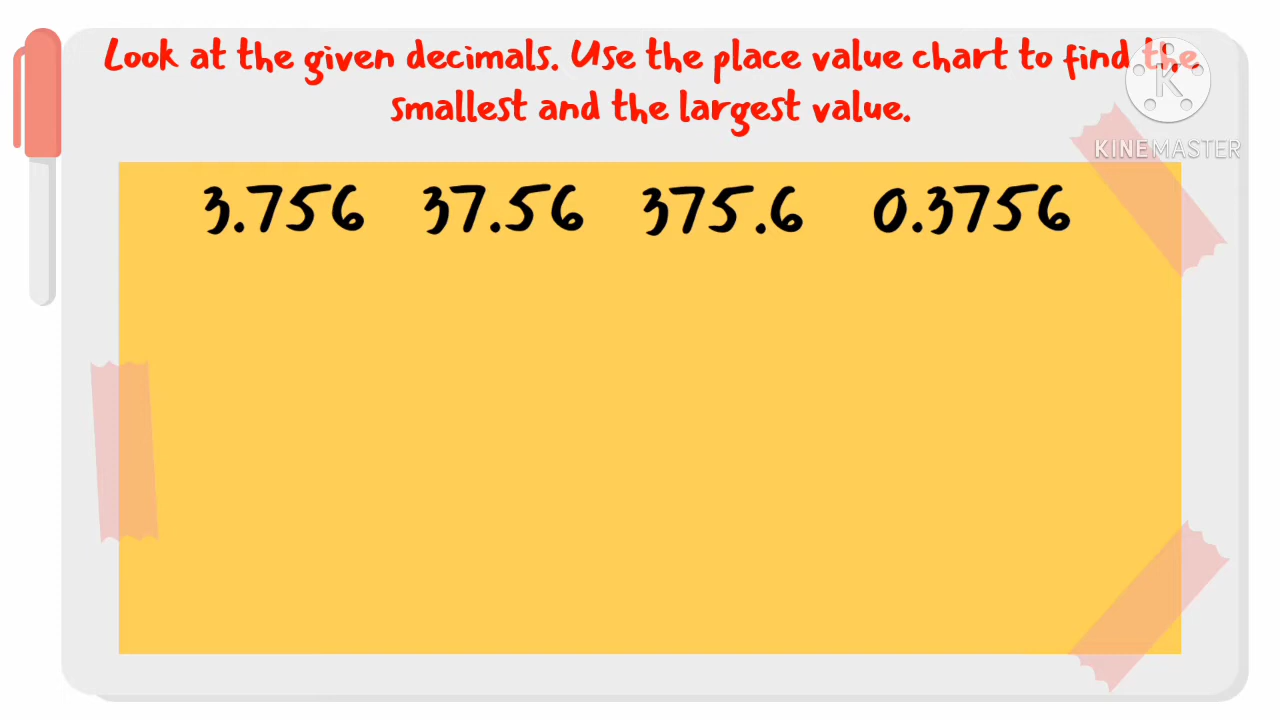 Look at the given decimals. Use the place value chart to find the
smallest and the largest value.
KINEMASTER
3.756 37.56 375.6 0.3756